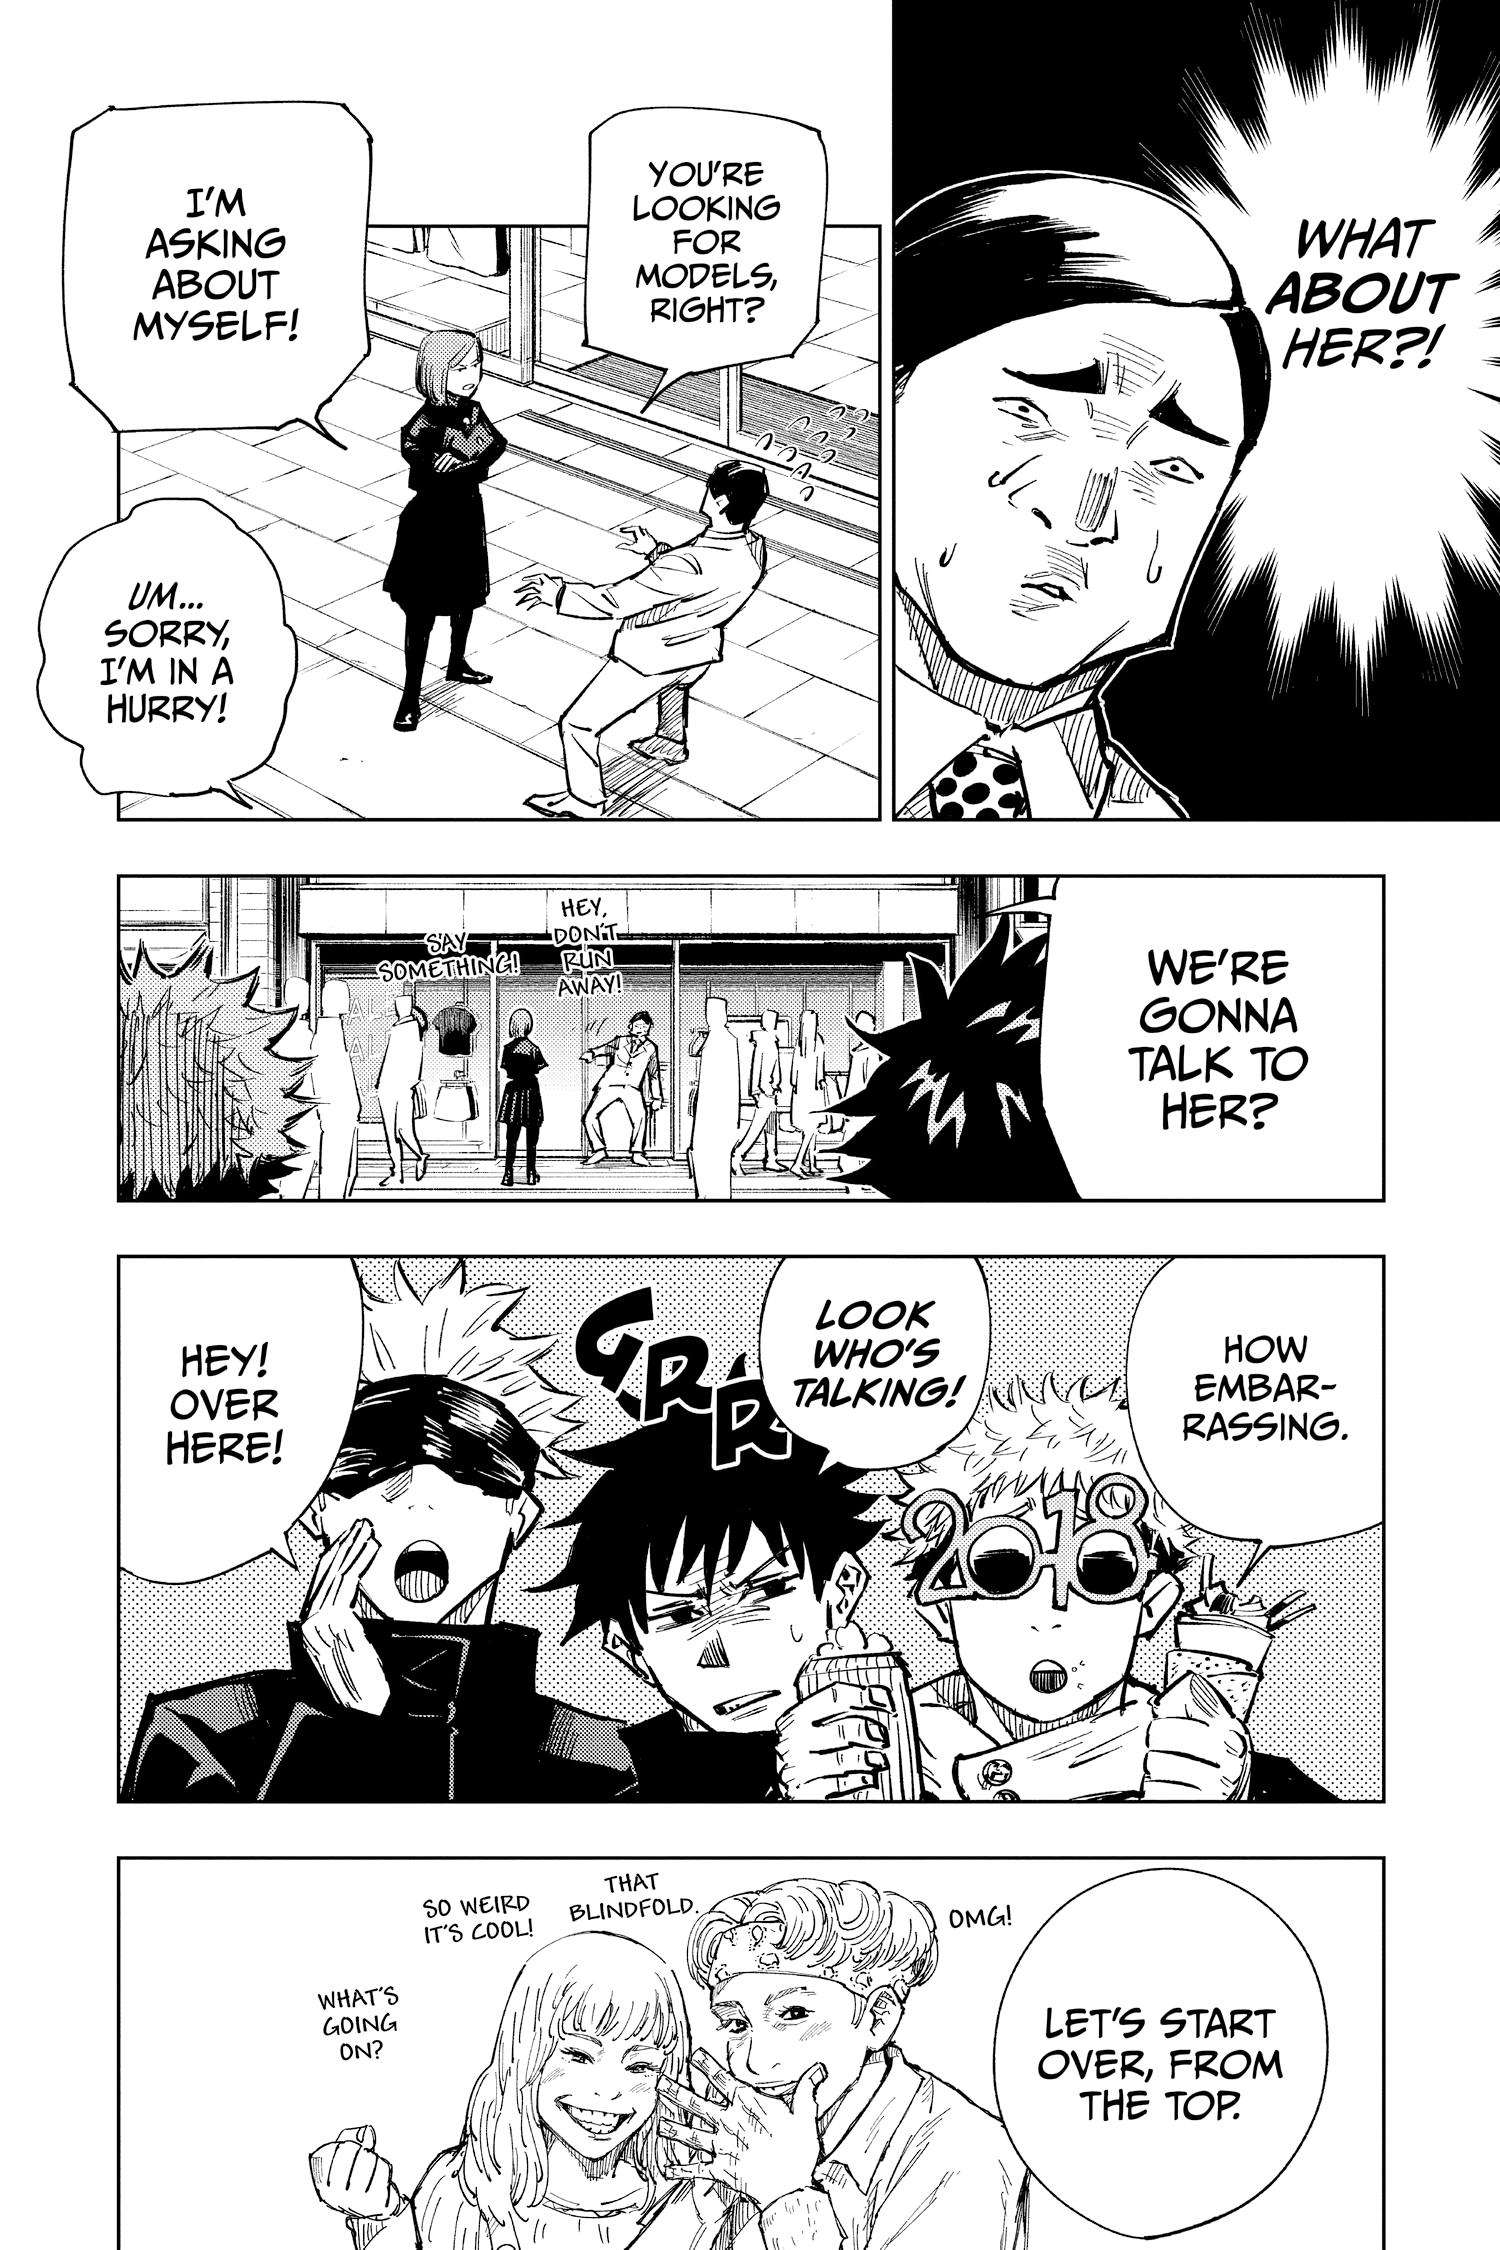 WHAT
ABOUT
HER?!
YOU'RE
LOOKING
FOR
MODELS,
RIGHT?
I'M
ASKING
ABOUT
MYSELF!
UM...
SORRY,
I'M IN A
HURRY!
WE'RE
GONNA
TALK TO
HER?
HEY,
DON'T
RUN
AWAY!
SAY
SOMETHING!
HOW
EMBAR-
RASSING.
LOOK
WHO'S
TALKING!
GRRR
2018
HEY!
OVER
HERE!
LET'S START
OVER, FROM
THE TOP.
OMG!
THAT
BLINDFOLD.
SO WEIRD
IT'S COOL!
WHAT'S
GOING
ON?